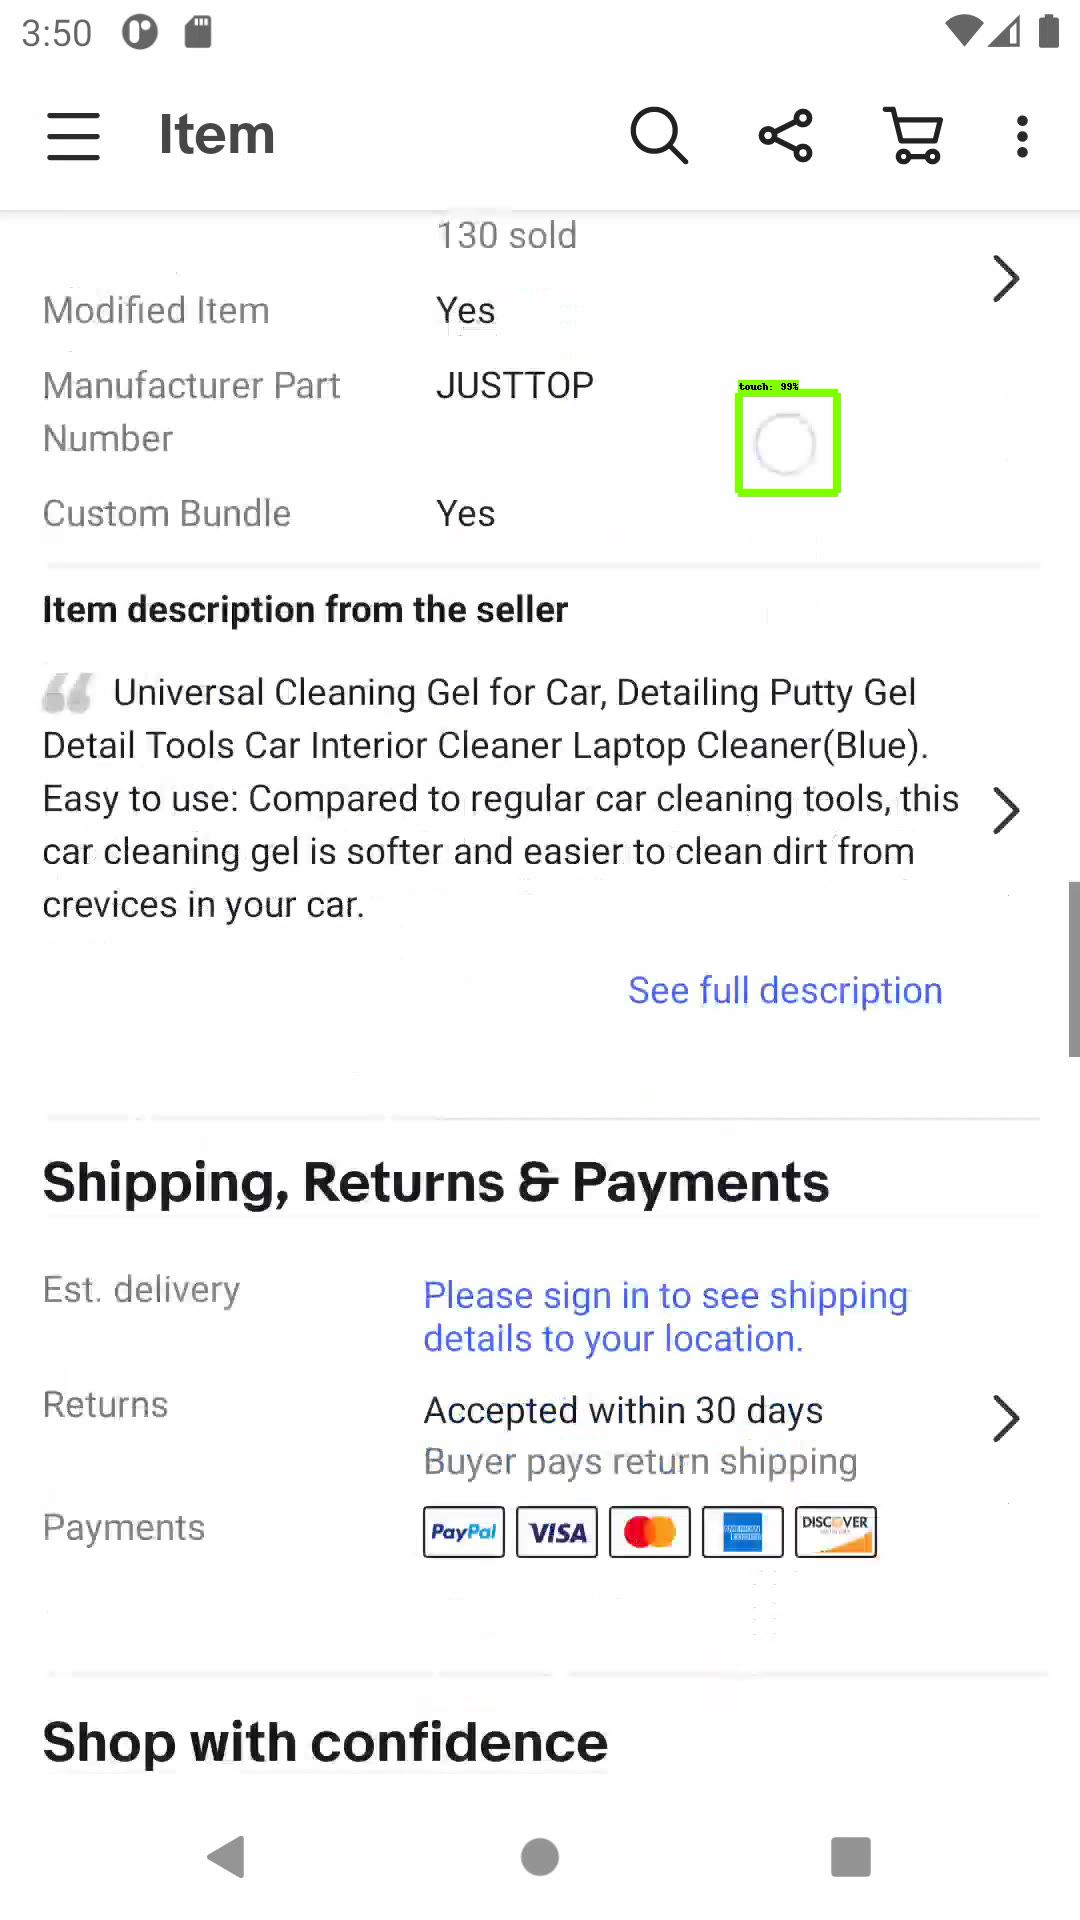 3:50
Item
130 sold
Modified Item Yes
Manufacturer Part Number JUSTTOP
touch: 99%
Custom Bundle Yes
Item description from the seller
Universal Cleaning Gel for Car, Detailing Putty Gel
Detail Tools Car Interior Cleaner Laptop Cleaner(Blue).
Easy to use: Compared to regular car cleaning tools, this
car cleaning gel is softer and easier to clean dirt from
crevices in your car.
See full description
Shipping, Returns & Payments
Est. delivery Please sign in to see shipping
details to your location.
Returns Accepted within 30 days
Buyer pays return shipping
Payments PayPal VISA AMERICAN EXPRESS DISCOVER
Shop with confidence